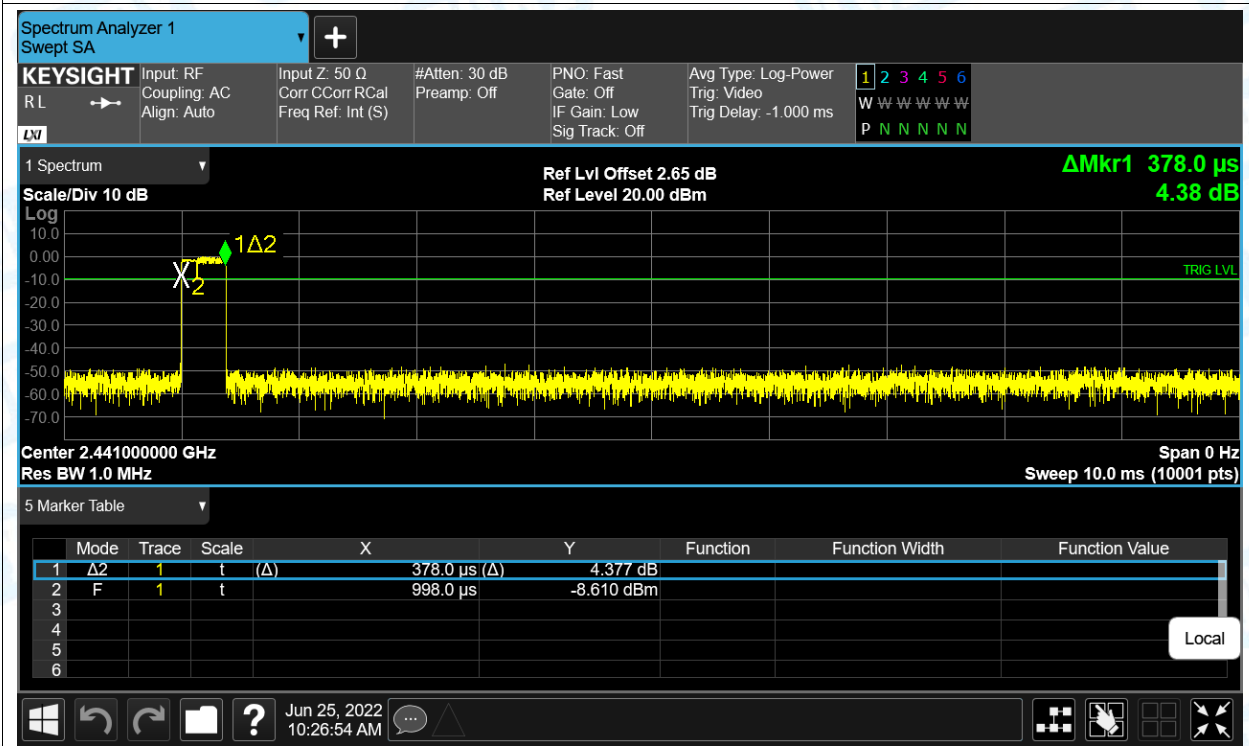 Spectrum Analyzer 1
Swept SA
KEYSIGHT Input: RF Input Z: 50 Ω #Atten: 30 dB PNO: Fast Avg Type: Log-Power 1 2 3 4 5 6
R L Coupling: AC Corr CCorr RCal Preamp: Off Gate: Off Trig: Video W W W W W W
Align: Auto Freq Ref: Int (S) IF Gain: Low Trig Delay: -1.000 ms
LXI Sig Track: Off P N N N N N
1 Spectrum Ref Lvl Offset 2.65 dB ΔMkr1 378.0 µs
Scale/Div 10 dB Ref Level 20.00 dBm 4.38 dB
Log
10.0
1Δ2
0.00
TRIG LVL
-10.0
2
-20.0
-30.0
-40.0
-50.0
-60.0
-70.0
Center 2.441000000 GHz Span 0 Hz
Res BW 1.0 MHz Sweep 10.0 ms (10001 pts)
5 Marker Table
Mode Trace Scale X Y Function Function Width Function Value
1 Δ2 1 t (Δ) 378.0 µs (Δ) 4.377 dB
2 F 1 t 998.0 µs -8.610 dBm
3
4
5
6
Local
? Jun 25, 2022
10:26:54 AM